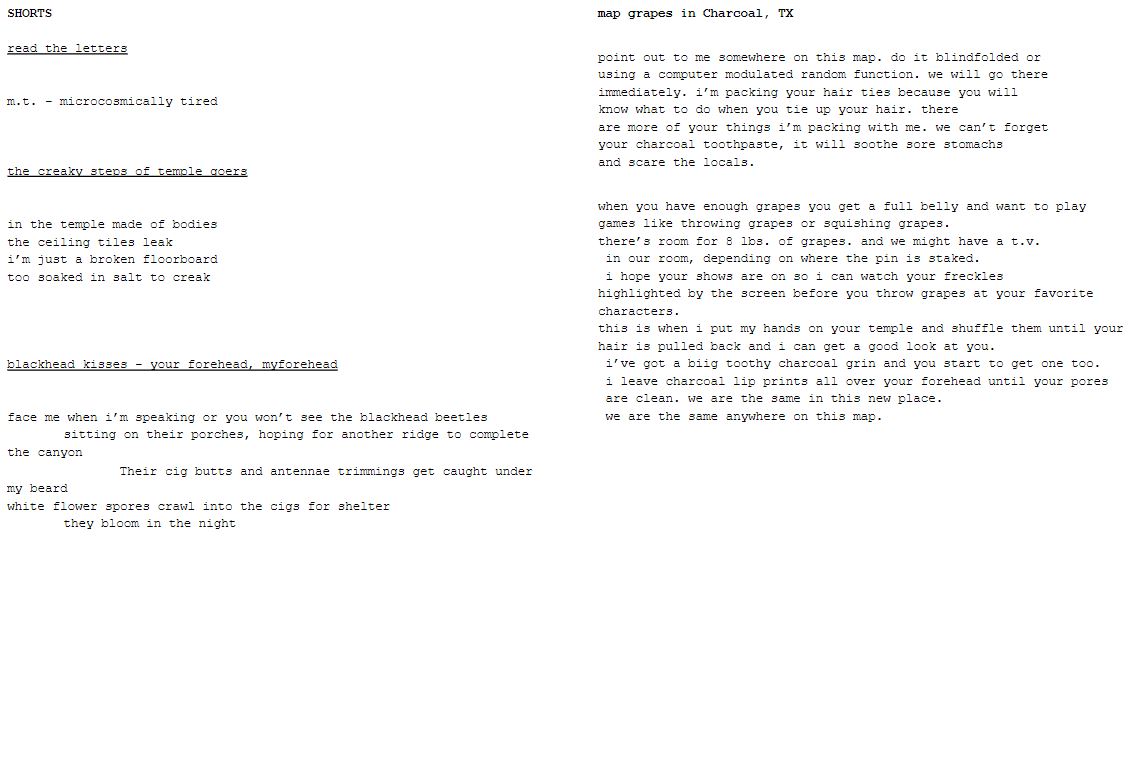 SHORTS
read the letters
m.t. – microcosmically tired
the creaky steps of temple goers
in the temple made of bodies
the ceiling tiles leak
i’m just a broken floorboard
too soaked in salt to creak
blackhead kisses – your forehead, myforehead
face me when i’m speaking or you won’t see the blackhead beetles
sitting on their porches, hoping for another ridge to complete
the canyon
Their cig butts and antennae trimmings get caught under
my beard
white flower spores crawl into the cigs for shelter
they bloom in the night
map grapes in Charcoal, TX
point out to me somewhere on this map. do it blindfolded or
using a computer modulated random function. we will go there
immediately. i’m packing your hair ties because you will
know what to do when you tie up your hair. there
are more of your things i’m packing with me. we can’t forget
your charcoal toothpaste, it will soothe sore stomachs
and scare the locals.
when you have enough grapes you get a full belly and want to play
games like throwing grapes or squishing grapes.
there’s room for 8 lbs. of grapes. and we might have a t.v.
in our room, depending on where the pin is staked.
i hope your shows are on so i can watch your freckles
highlighted by the screen before you throw grapes at your favorite
characters.
this is when i put my hands on your temple and shuffle them until your
hair is pulled back and i can get a good look at you.
i’ve got a biig toothy charcoal grin and you start to get one too.
i leave charcoal lip prints all over your forehead until your pores
are clean. we are the same in this new place.
we are the same anywhere on this map.